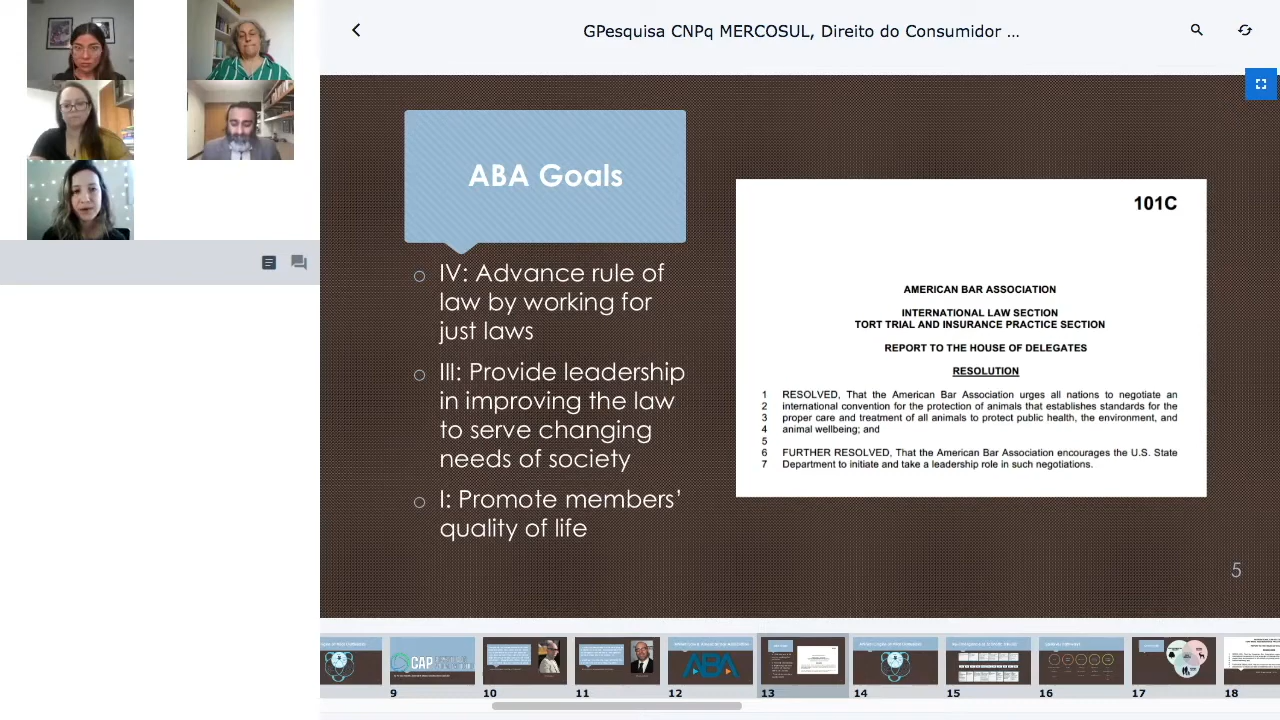 GPesquisa CNPq MERCOSUL, Direito do Consumidor ...
ABA Goals
IV: Advance rule of
law by working for
just laws
III: Provide leadership
in improving the law
to serve changing
needs of society
I: Promote members'
quality of life
101C
AMERICAN BAR ASSOCIATION
INTERNATIONAL LAW SECTION
TORT TRIAL AND INSURANCE PRACTICE SECTION
REPORT TO THE HOUSE OF DELEGATES
RESOLUTION
1 RESOLVED, That the American Bar Association urges all nations to negotiate an
2 international convention for the protection of animals that establishes standards for the
3 proper care and treatment of all animals to protect public health, the environment, and
4 animal wellbeing; and
5
6 FURTHER RESOLVED, That the American Bar Association encourages the U.S. State
7 Department to initiate and take a leadership role in such negotiations.
5
CAP
ABA
9 10 11 12 13 14 15 16 17 18